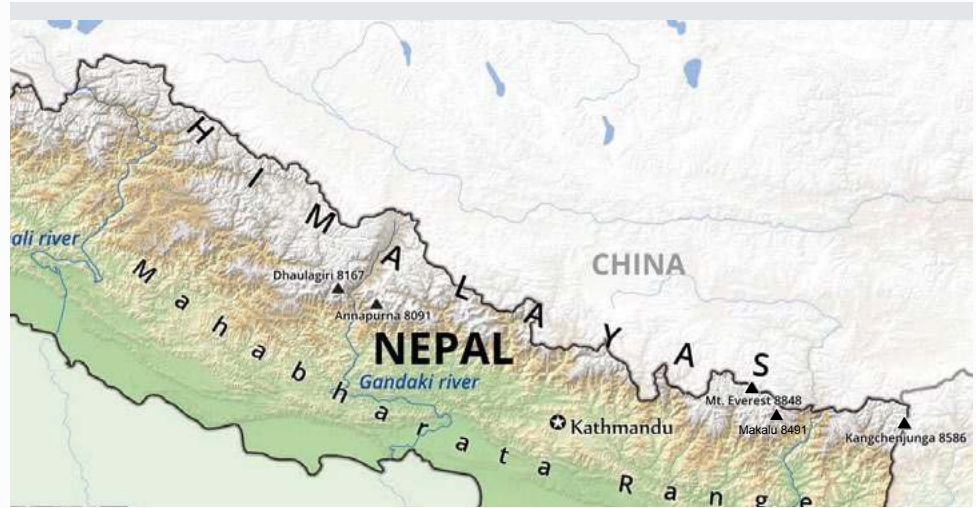 HIMALAYAS
ali river
CHINA
Mahabharata Range
Dhaulagiri 8167
Annapurna 8091
NEPAL
Gandaki river
Mt. Everest 8848
Makalu 8491
Kathmandu
Kangchenjunga 8586